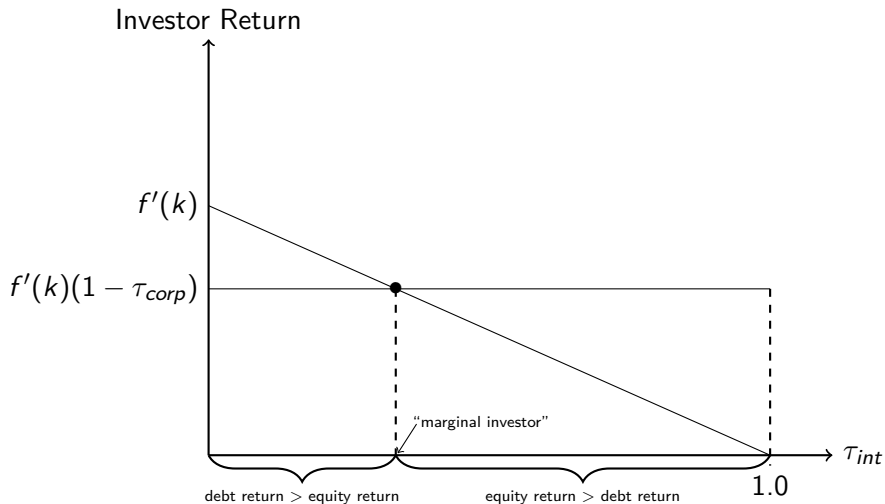 Investor Return
f′(k)
f′(k)(1 − τcorp)
“marginal investor”
τint
1.0
debt return > equity return
equity return > debt return